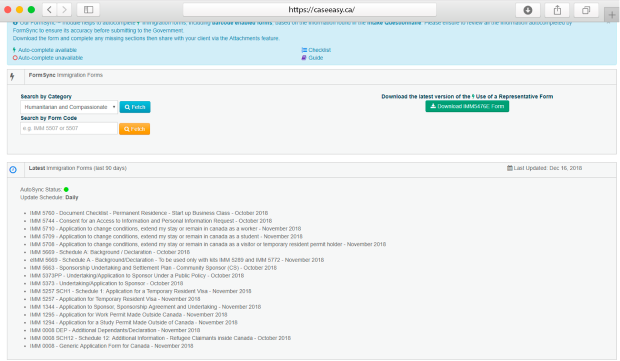 https://caseeasy.ca/
Our FormSync™ module helps to autocomplete Immigration forms, including barcode enabled forms, based on the information found in the Intake Questionnaire. Please ensure to review all the information autocompleted by
FormSync to ensure its accuracy before submission to the Government.
Download the form and complete any missing sections then share with your client via the Attachments feature.
Auto-complete available
Checklist
Auto-complete unavailable
Guide
FormSync Immigration Forms
Search by Category
Download the latest version of the Use of a Representative Form
Humanitarian and Compassionate
Fetch
Download IMM5476E Form
Search by Form Code
e.g. IMM 5507 or 5507
Fetch
Latest Immigration Forms (last 90 days)
Last Updated: Dec 16, 2018
AutoSync Status:
Update Schedule: Daily
IMM 5760 - Document Checklist - Permanent Residence - Start up Business Class - October 2018
IMM 5744 - Consent for an Access to Information and Personal Information Request - October 2018
IMM 5710 - Application to change conditions, extend my stay or remain in canada as a worker - November 2018
IMM 5709 - Application to change conditions, extend my stay or remain in canada as a student - November 2018
IMM 5708 - Application to change conditions, extend my stay or remain in canada as a visitor or temporary resident permit holder - November 2018
IMM 5669 - Schedule A: Background / Declaration - October 2018
eIMM 5669 - Schedule A - Background/Declaration - To be used only with kits IMM 5289 and IMM 5772 - November 2018
IMM 5663 - Sponsorship Undertaking and Settlement Plan - Community Sponsor (CS) - October 2018
IMM 5373PP - Undertaking/Application to Sponsor Under a Public Policy - October 2018
IMM 5373 - Undertaking/Application to Sponsor - October 2018
IMM 5257 SCH1 - Schedule 1: Application for a Temporary Resident Visa - November 2018
IMM 5257 - Application for Temporary Resident Visa - November 2018
IMM 1344 - Application to Sponsor, Sponsorship Agreement and Undertaking - November 2018
IMM 1295 - Application for Work Permit Made Outside Canada - November 2018
IMM 1294 - Application for a Study Permit Made Outside of Canada - November 2018
IMM 0008 DEP - Additional Dependants/Declaration - November 2018
IMM 0008 SCH12 - Schedule 12: Additional information - Refugee Claimants inside Canada - October 2018
IMM 0008 - Generic Application Form for Canada - November 2018